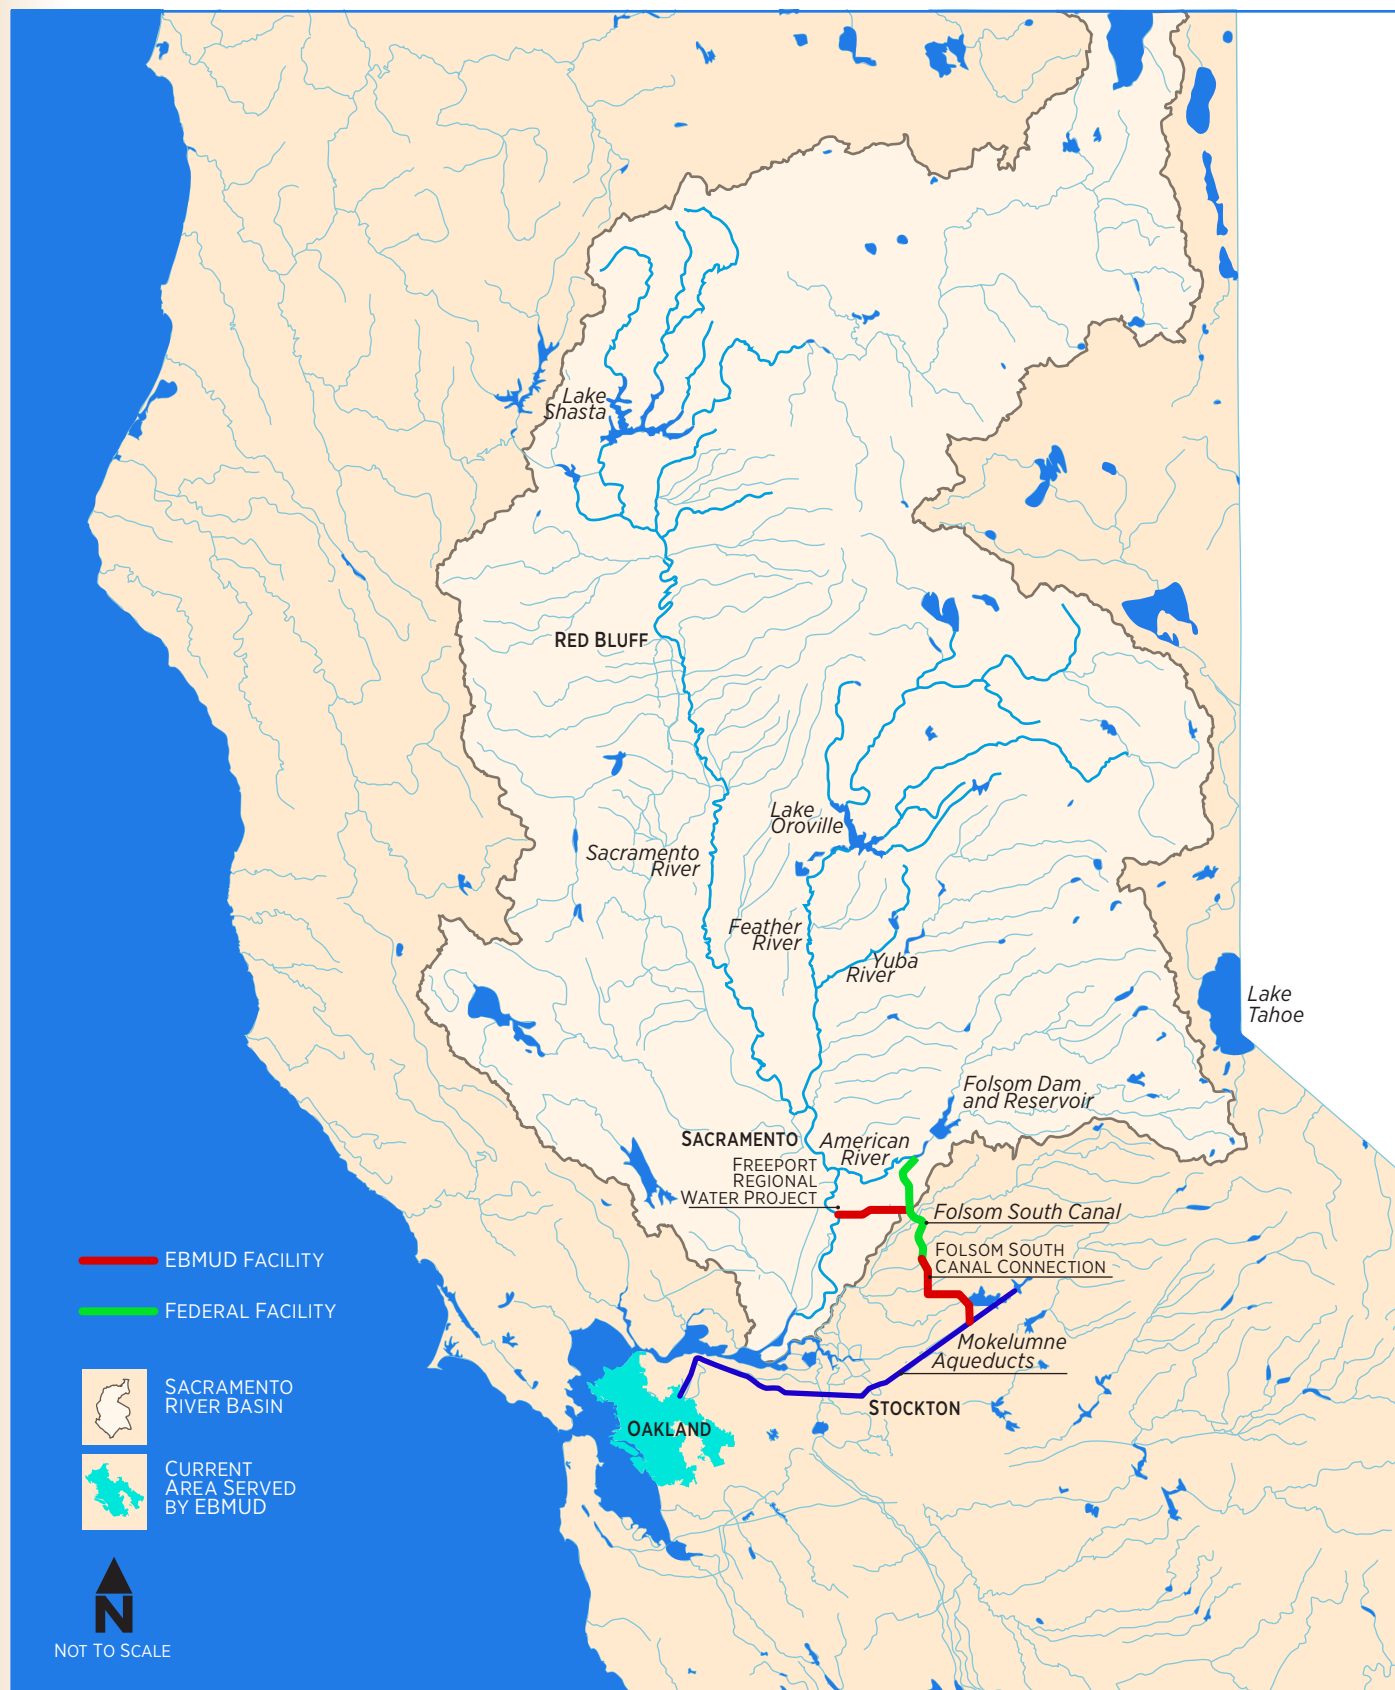 Lake
Shasta
RED BLUFF
Lake
Oroville
Sacramento
River
Feather
River
Yuba
River
Lake
Tahoe
Folsom Dam
and Reservoir
SACRAMENTO
American
River
FREEPORT
REGIONAL
WATER PROJECT
Folsom South Canal
FOLSOM SOUTH
CANAL CONNECTION
EBMUD FACILITY
FEDERAL FACILITY
Mokelumne
Aqueducts
STOCKTON
OAKLAND
SACRAMENTO
RIVER BASIN
CURRENT
AREA SERVED
BY EBMUD
N
NOT TO SCALE